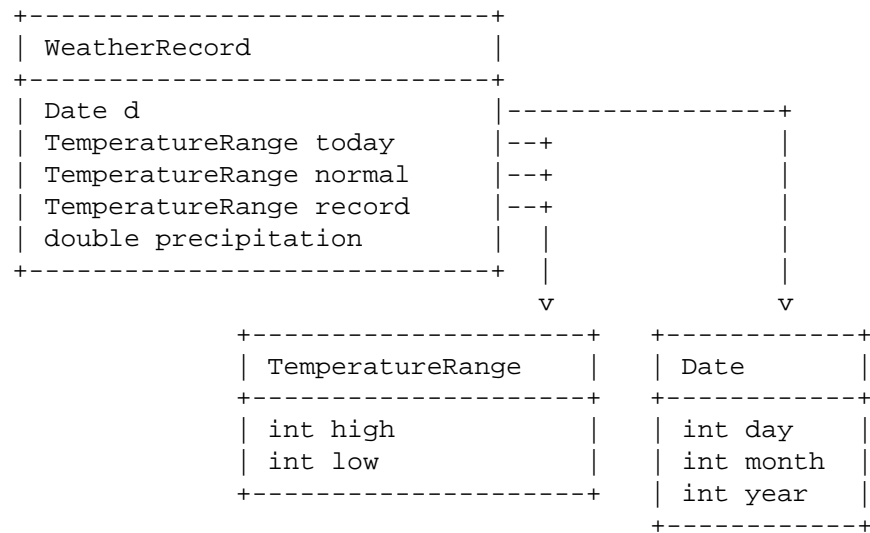 WeatherRecord
Date d
TemperatureRange today
TemperatureRange normal
TemperatureRange record
double precipitation
v v
TemperatureRange
int high
int low
Date
int day
int month
int year